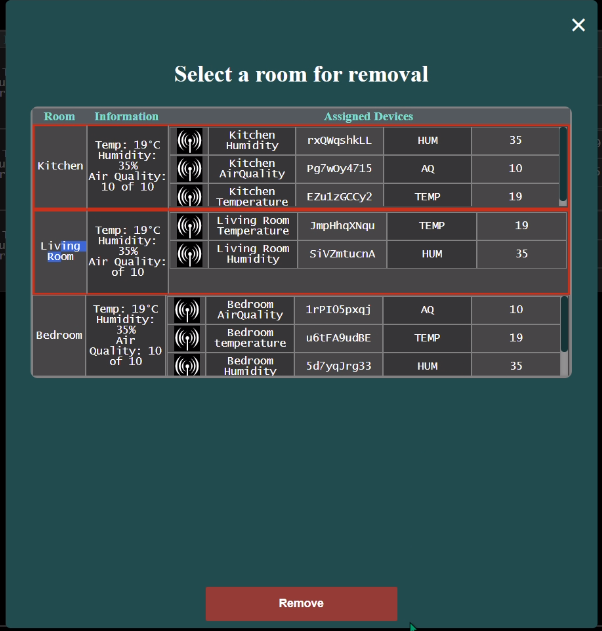 ×
Select a room for removal
Room Information Assigned Devices
Kitchen
Temp: 19°C
Humidity:
35%
Air Quality:
10 of 10
Kitchen
Humidity
rxQWqshkLL HUM 35
Kitchen
AirQuality
Pg7wOy4715 AQ 10
Kitchen
Temperature
EZu1zGCCy2 TEMP 19
Living
Room
Temp: 19°C
Humidity:
35%
Air Quality:
of 10
Living Room
Temperature
JmpHhqXNqu TEMP 19
Living Room
Humidity
SiVZmtucnA HUM 35
Bedroom
Temp: 19°C
Humidity:
35%
Air
Quality: 10
of 10
Bedroom
AirQuality
1rPIO5pxqj AQ 10
Bedroom
temperature
u6tFA9udBE TEMP 19
Bedroom
Humidity
5d7yqJrg33 HUM 35
Remove